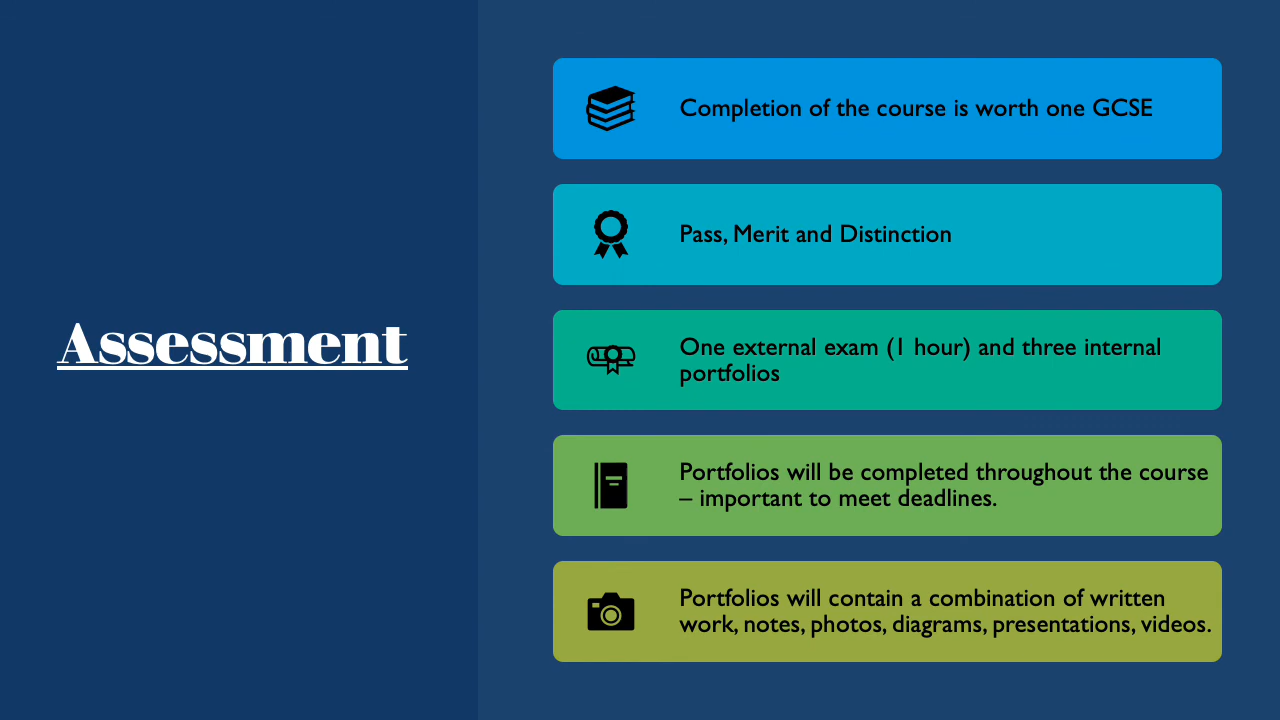 Assessment
Completion of the course is worth one GCSE
Pass, Merit and Distinction
One external exam (1 hour) and three internal
portfolios
Portfolios will be completed throughout the course
– important to meet deadlines.
Portfolios will contain a combination of written
work, notes, photos, diagrams, presentations, videos.